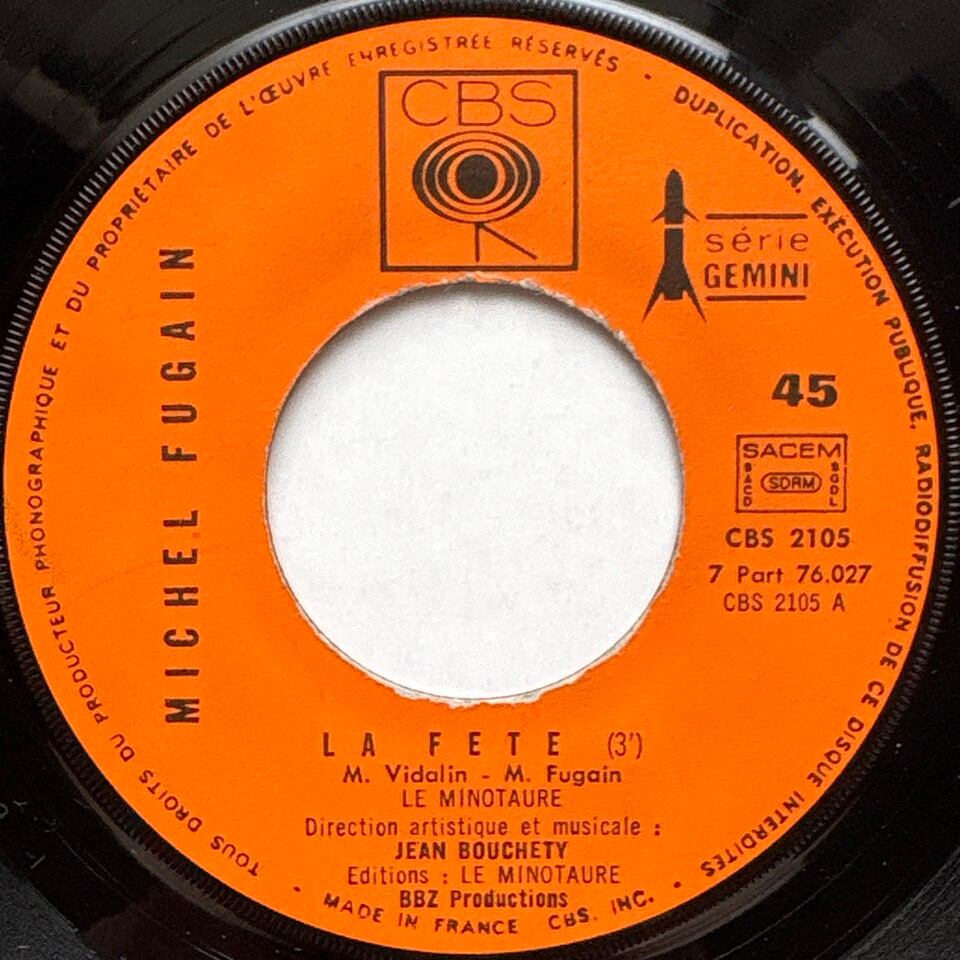 TOUS DROITS DU PRODUCTEUR PHONOGRAPHIQUE ET DU PROPRIÉTAIRE DE L'ŒUVRE ENREGISTRÉE RÉSERVÉS · DUPLICATION, EXÉCUTION PUBLIQUE, RADIODIFFUSION DE CE DISQUE INTERDITES ·
CBS
série
GEMINI
MICHEL FUGAIN
45
SACEM
SACD SDRM SGDL
CBS 2105
7 Part 76.027
CBS 2105 A
LA FETE (3')
M. Vidalin - M. Fugain
LE MINOTAURE
Direction artistique et musicale :
JEAN BOUCHETY
Editions : LE MINOTAURE
BBZ Productions
· MADE IN FRANCE CBS. INC. ·